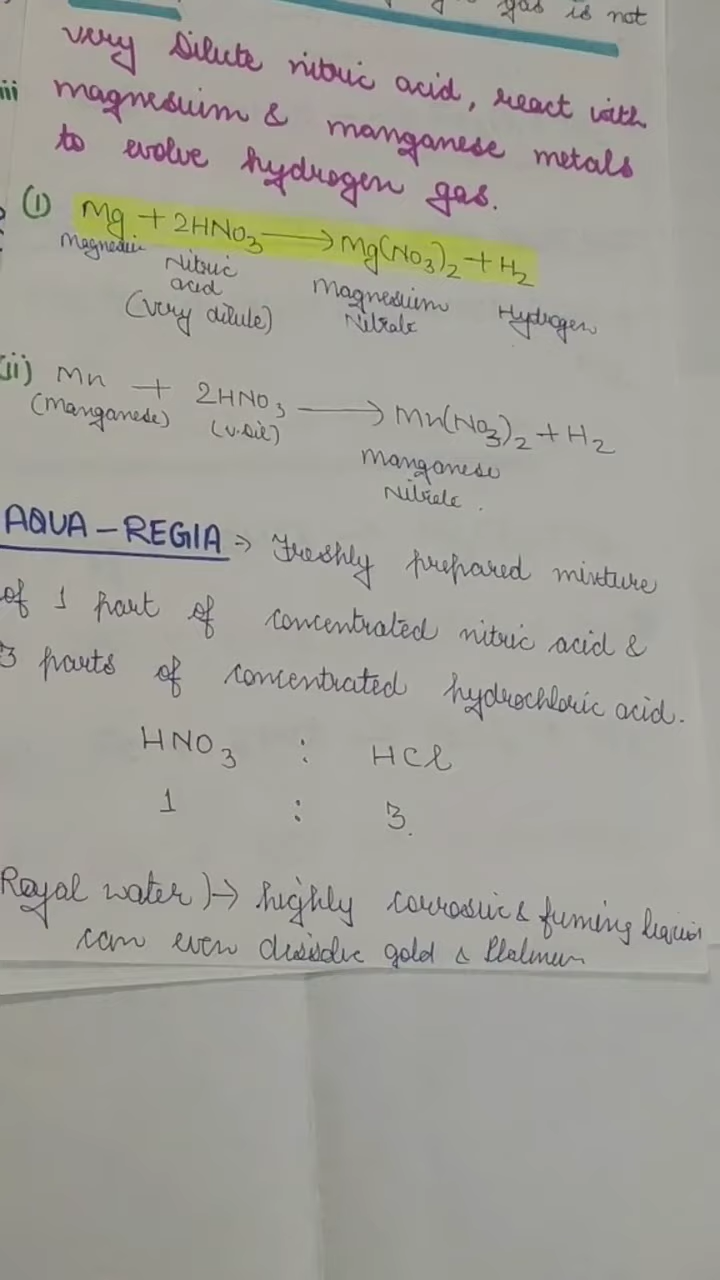 gas is not
very Dilute nitric acid, react with
iii magnesium & manganese metals
to evolve hydrogen gas.
(i) Mg + 2HNO3 ⟶ Mg(NO3)2 + H2
Nitric acid Magnesium Nitrate Hydrogen
(very dilute)
(ii) Mn + 2HNO3 ⟶ Mn(NO3)2 + H2
(Manganese) (v.dil)
Manganese
Nitrate.
AQUA-REGIA ⇒ Freshly prepared mixture
of 1 part of concentrated nitric acid &
3 parts of concentrated hydrochloric acid.
HNO3 : HCl
1 : 3.
Royal water) → highly corrosive & fuming liquid
can even dissolve gold & Platinum